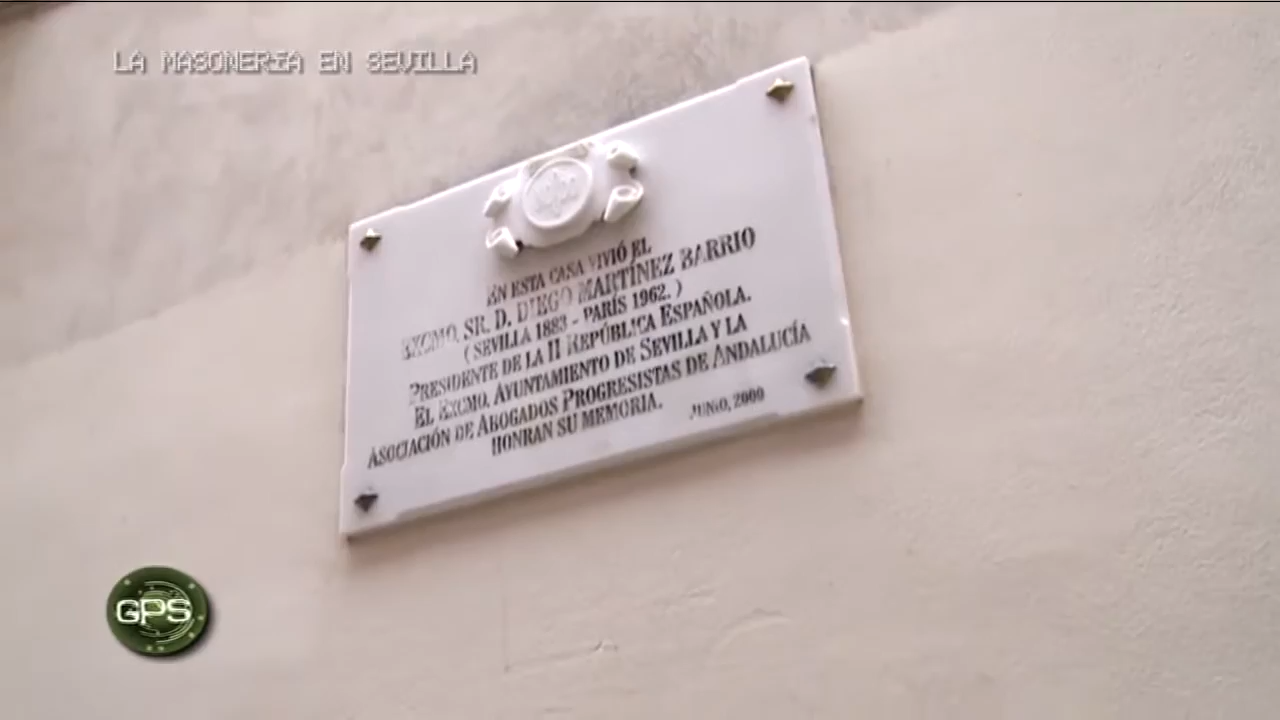 LA MASONERIA EN SEVILLA
EN ESTA CASA VIVIÓ EL
EXCMO. SR. D. DIEGO MARTÍNEZ BARRIO
( SEVILLA 1883 - PARÍS 1962. )
PRESIDENTE DE LA II REPÚBLICA ESPAÑOLA.
EL EXCMO. AYUNTAMIENTO DE SEVILLA Y LA
ASOCIACIÓN DE ABOGADOS PROGRESISTAS DE ANDALUCÍA
HONRAN SU MEMORIA.
JUNIO, 2000
GPS